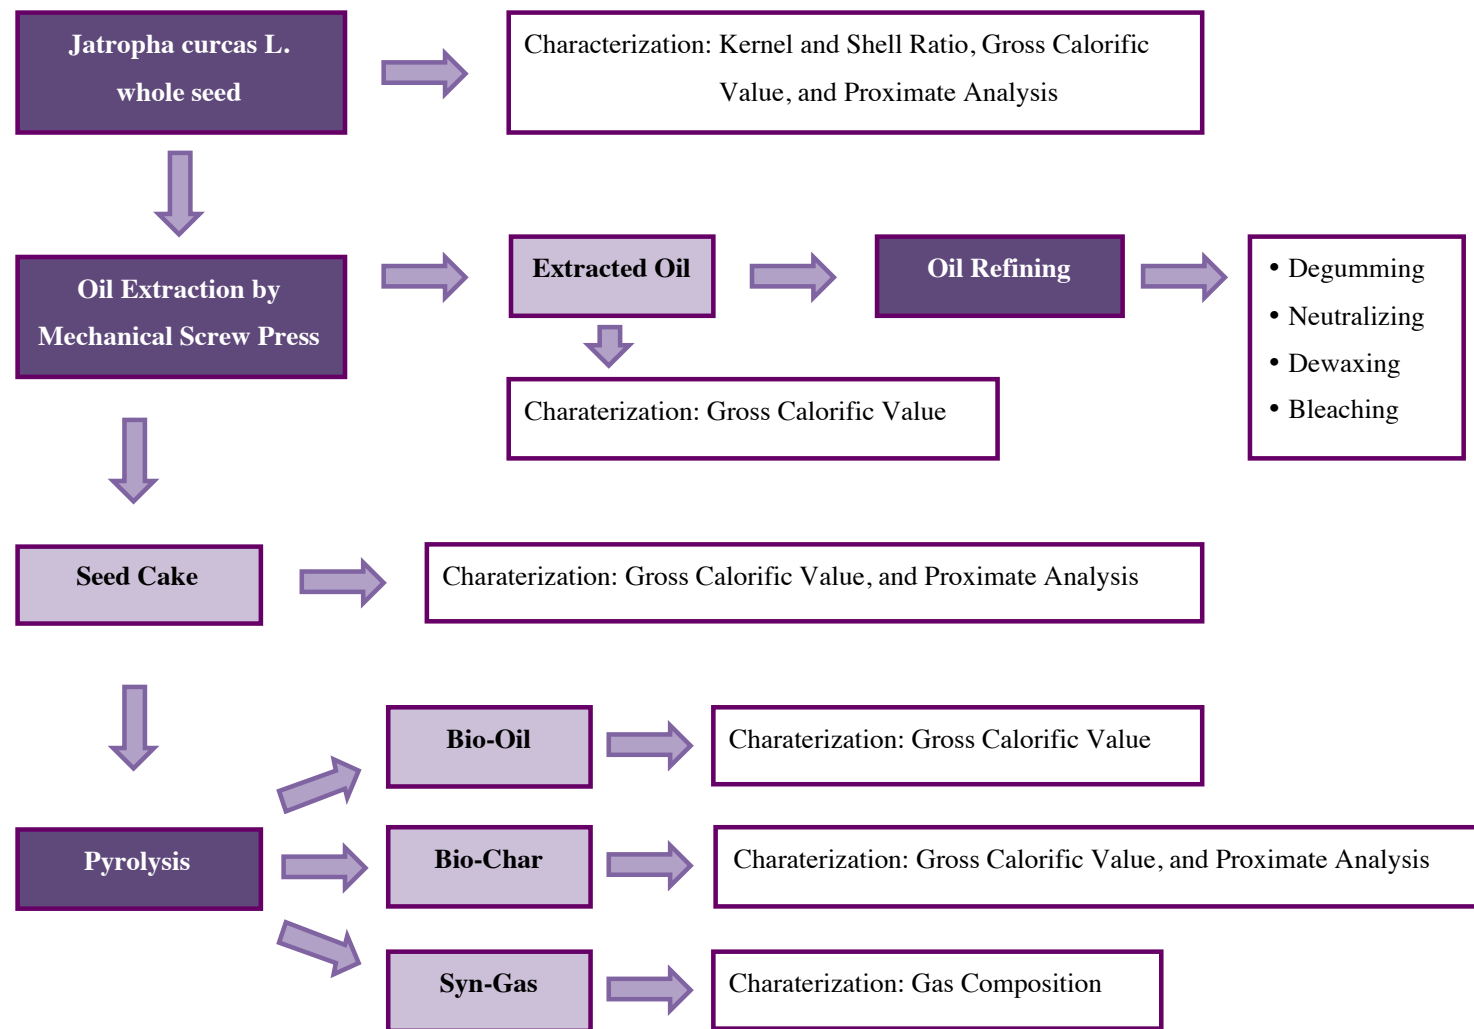 Jatropha curcas L.
whole seed
Characterization: Kernel and Shell Ratio, Gross Calorific
Value, and Proximate Analysis
Oil Extraction by
Mechanical Screw Press
Extracted Oil
Oil Refining
• Degumming
• Neutralizing
• Dewaxing
• Bleaching
Charaterization: Gross Calorific Value
Seed Cake
Charaterization: Gross Calorific Value, and Proximate Analysis
Bio-Oil
Charaterization: Gross Calorific Value
Pyrolysis
Bio-Char
Charaterization: Gross Calorific Value, and Proximate Analysis
Syn-Gas
Charaterization: Gas Composition